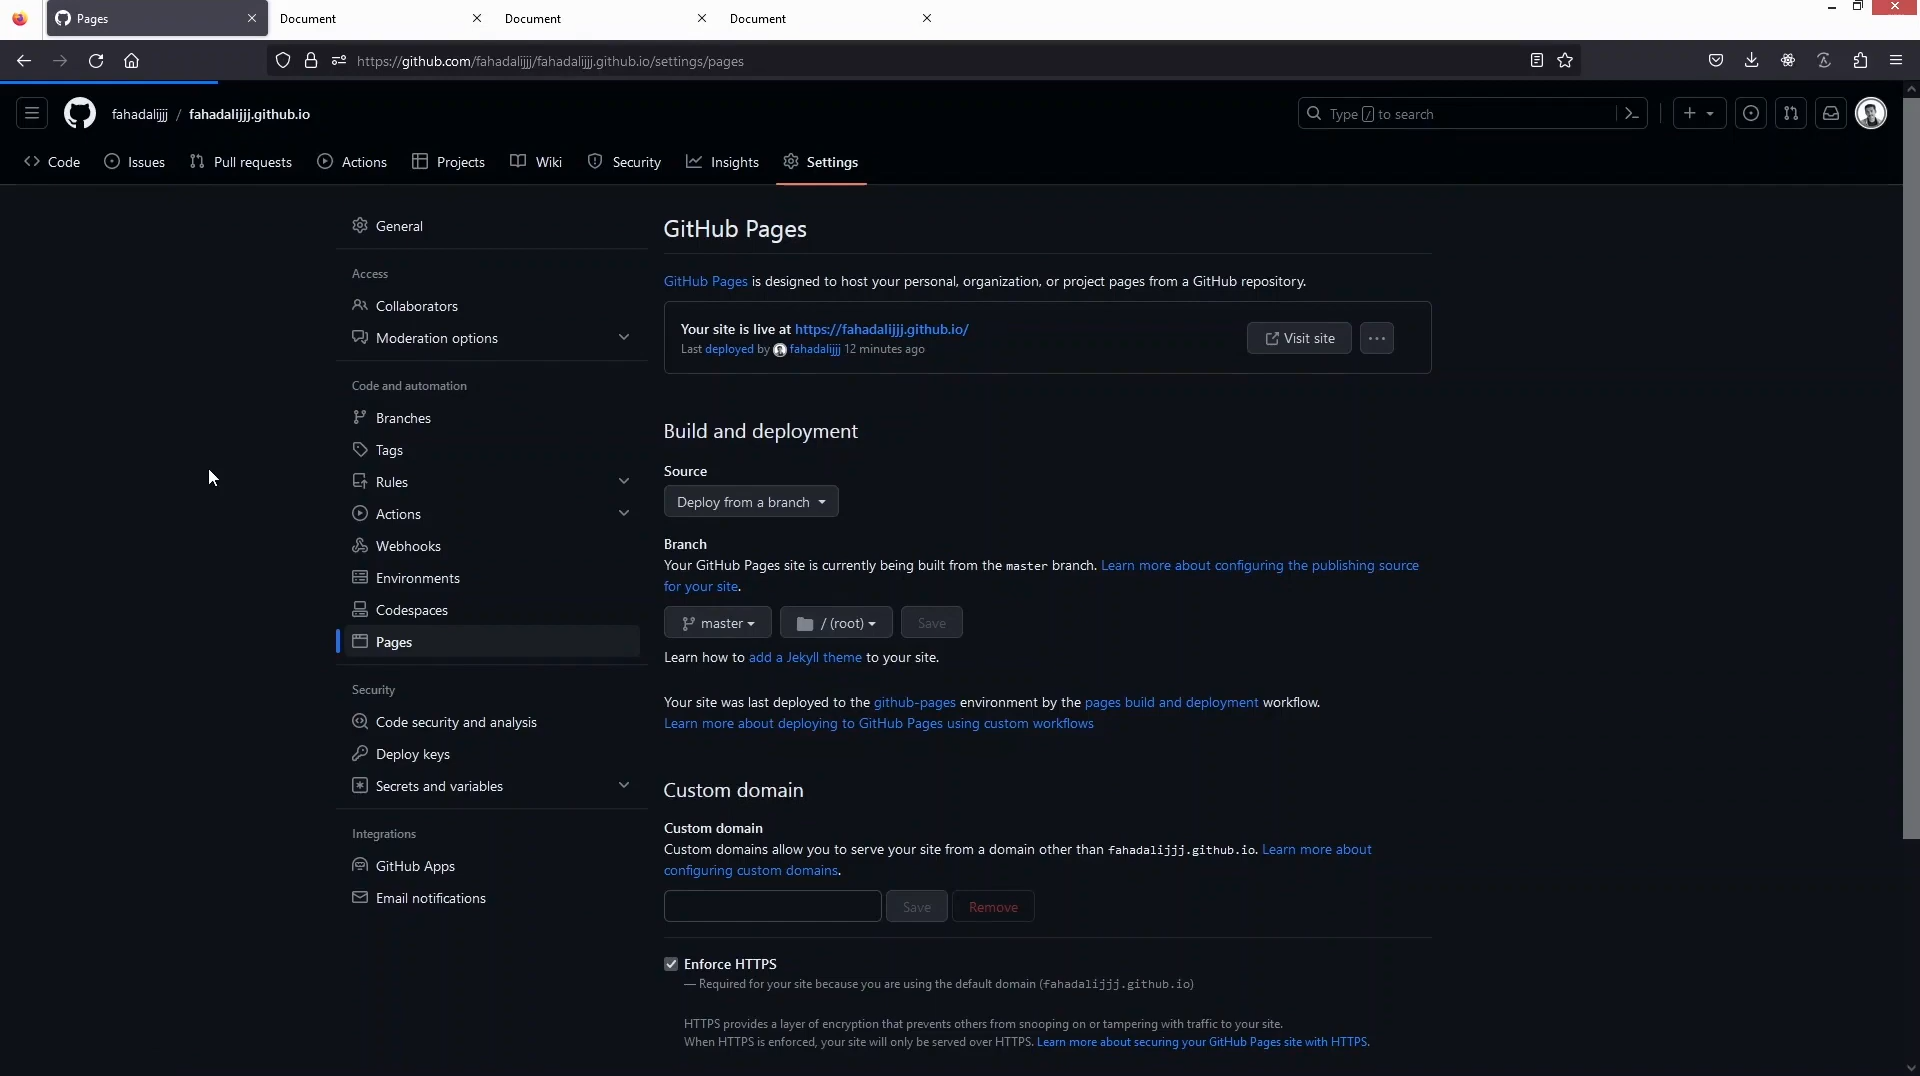 Pages
Document
Document
Document
https://github.com/fahadalijjj/fahadalijjj.github.io/settings/pages
fahadalijjj / fahadalijjj.github.io
Type / to search
Code
Issues
Pull requests
Actions
Projects
Wiki
Security
Insights
Settings
General
Access
Collaborators
Moderation options
Code and automation
Branches
Tags
Rules
Actions
Webhooks
Environments
Codespaces
Pages
Security
Code security and analysis
Deploy keys
Secrets and variables
Integrations
GitHub Apps
Email notifications
GitHub Pages
GitHub Pages is designed to host your personal, organization, or project pages from a GitHub repository.
Your site is live at https://fahadalijjj.github.io/
Last deployed by fahadalijjj 12 minutes ago
Visit site
Build and deployment
Source
Deploy from a branch
Branch
Your GitHub Pages site is currently being built from the master branch. Learn more about configuring the publishing source
for your site.
master
/ (root)
Save
Learn how to add a Jekyll theme to your site.
Your site was last deployed to the github-pages environment by the pages build and deployment workflow.
Learn more about deploying to GitHub Pages using custom workflows
Custom domain
Custom domain
Custom domains allow you to serve your site from a domain other than fahadalijjj.github.io. Learn more about
configuring custom domains.
Save
Remove
Enforce HTTPS
— Required for your site because you are using the default domain (fahadalijjj.github.io)
HTTPS provides a layer of encryption that prevents others from snooping on or tampering with traffic to your site.
When HTTPS is enforced, your site will only be served over HTTPS. Learn more about securing your GitHub Pages site with HTTPS.